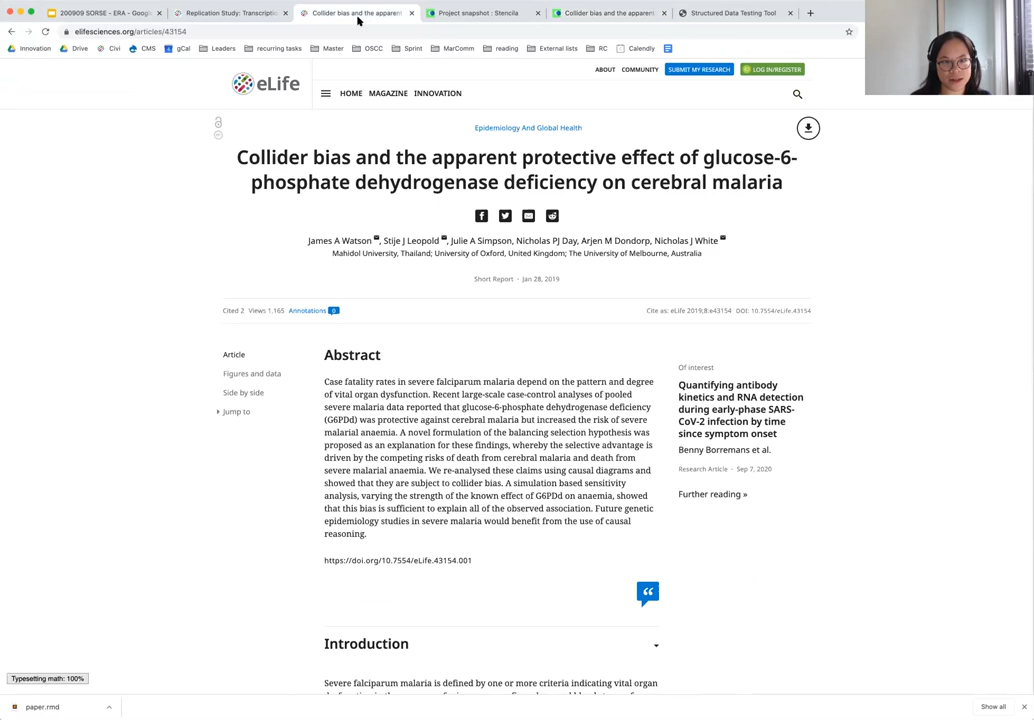 200909 SORSE - ERA - Google
Replication Study: Transcriptio
Collider bias and the apparent
Project snapshot : Stencila
Collider bias and the apparent
Structured Data Testing Tool
elifesciences.org/articles/43154
Innovation
Drive
Civi
CMS
gCal
Leaders
recurring tasks
Master
OSCC
Sprint
MarComm
reading
External lists
RC
Calendly
ABOUT
COMMUNITY
SUBMIT MY RESEARCH
LOG IN/REGISTER
eLife
HOME
MAGAZINE
INNOVATION
Epidemiology And Global Health
Collider bias and the apparent protective effect of glucose-6-
phosphate dehydrogenase deficiency on cerebral malaria
James A Watson, Stije J Leopold, Julie A Simpson, Nicholas PJ Day, Arjen M Dondorp, Nicholas J White
Mahidol University, Thailand; University of Oxford, United Kingdom; The University of Melbourne, Australia
Short Report · Jan 28, 2019
Cited 2 Views 1,165 Annotations 0
Cite as: eLife 2019;8:e43154 DOI: 10.7554/eLife.43154
Article
Figures and data
Side by side
Jump to
Abstract
Case fatality rates in severe falciparum malaria depend on the pattern and degree
of vital organ dysfunction. Recent large-scale case-control analyses of pooled
severe malaria data reported that glucose-6-phosphate dehydrogenase deficiency
(G6PDd) was protective against cerebral malaria but increased the risk of severe
malarial anaemia. A novel formulation of the balancing selection hypothesis was
proposed as an explanation for these findings, whereby the selective advantage is
driven by the competing risks of death from cerebral malaria and death from
severe malarial anaemia. We re-analysed these claims using causal diagrams and
showed that they are subject to collider bias. A simulation based sensitivity
analysis, varying the strength of the known effect of G6PDd on anaemia, showed
that this bias is sufficient to explain all of the observed association. Future genetic
epidemiology studies in severe malaria would benefit from the use of causal
reasoning.
https://doi.org/10.7554/eLife.43154.001
Of interest
Quantifying antibody
kinetics and RNA detection
during early-phase SARS-
CoV-2 infection by time
since symptom onset
Benny Borremans et al.
Research Article · Sep 7, 2020
Further reading »
Introduction
Severe falciparum malaria is defined by one or more criteria indicating vital organ
Typesetting math: 100%
paper.rmd
Show all